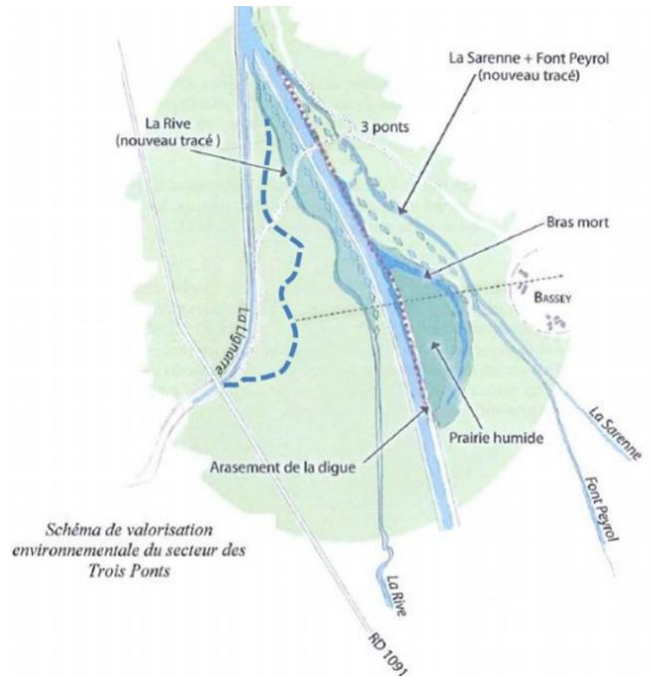 La Sarenne + Font Peyrol
(nouveau tracé)
La Rive
(nouveau tracé)
3 ponts
Bras mort
BASSEY
La Lignarre
La Sarenne
Prairie humide
Arasement de la digue
Font Peyrol
Schéma de valorisation
environnementale du secteur des
Trois Ponts
La Rive
RD 1091